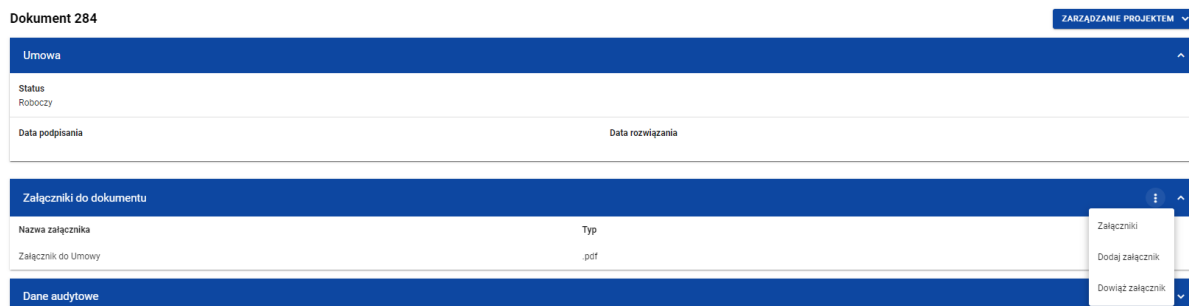 Dokument 284
ZARZĄDZANIE PROJEKTEM
Umowa
Status
Roboczy
Data podpisania Data rozwiązania
Załączniki do dokumentu
Nazwa załącznika Typ
Załączniki
Załącznik do Umowy .pdf
Dodaj załącznik
Dowiąż załącznik
Dane audytowe